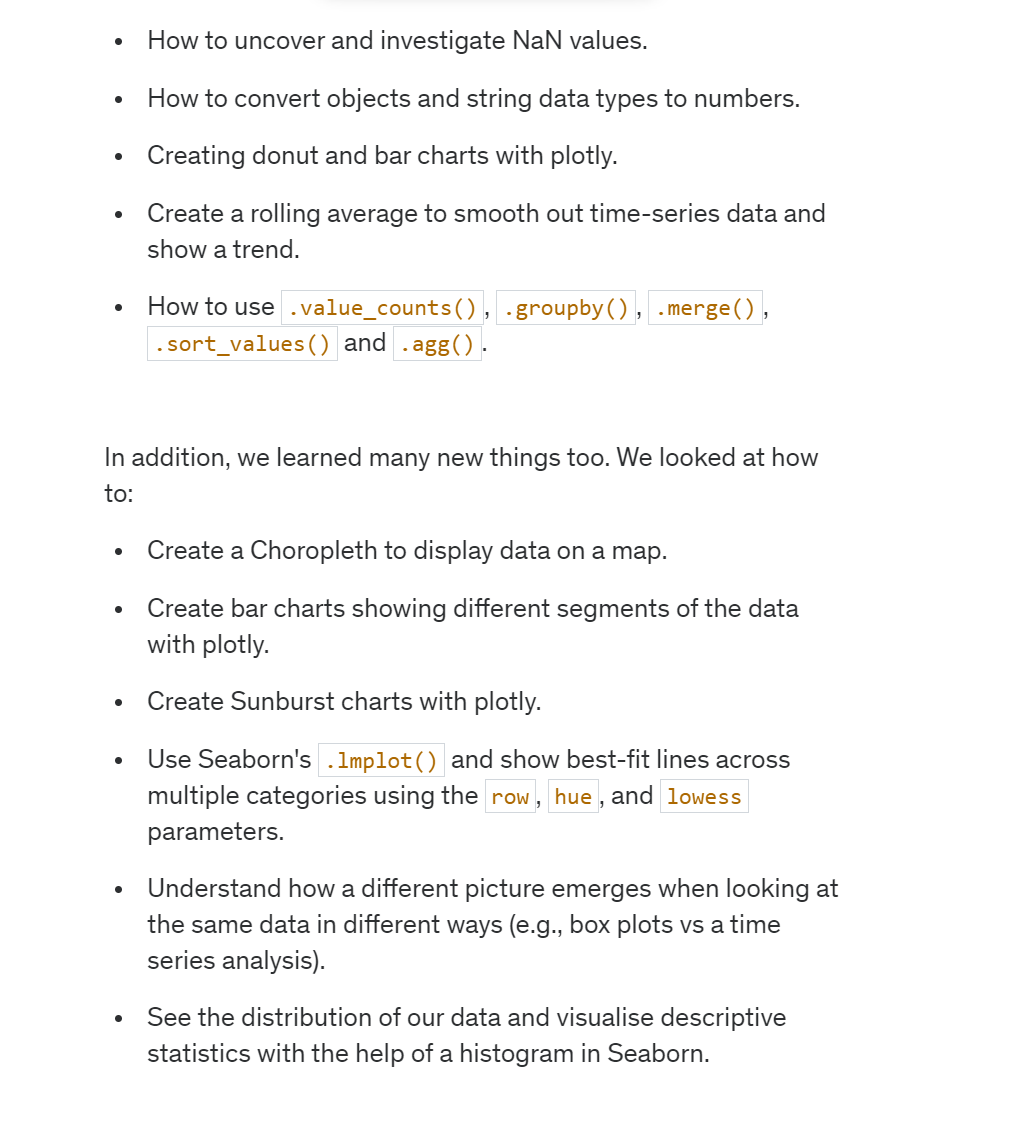 • How to uncover and investigate NaN values.
• How to convert objects and string data types to numbers.
• Creating donut and bar charts with plotly.
• Create a rolling average to smooth out time-series data and
show a trend.
• How to use .value_counts(), .groupby(), .merge(),
.sort_values() and .agg().
In addition, we learned many new things too. We looked at how
to:
• Create a Choropleth to display data on a map.
• Create bar charts showing different segments of the data
with plotly.
• Create Sunburst charts with plotly.
• Use Seaborn's .lmplot() and show best-fit lines across
multiple categories using the row, hue, and lowess
parameters.
• Understand how a different picture emerges when looking at
the same data in different ways (e.g., box plots vs a time
series analysis).
• See the distribution of our data and visualise descriptive
statistics with the help of a histogram in Seaborn.